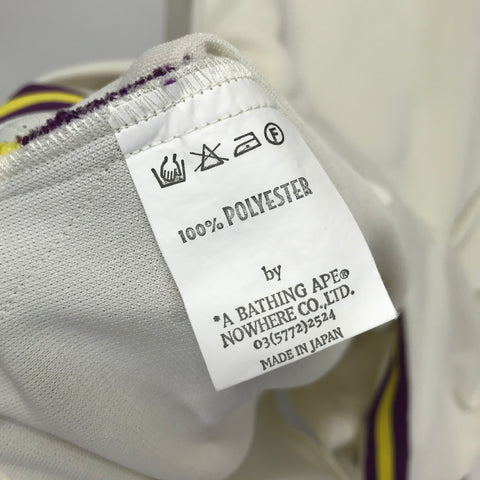 F
100% POLYESTER
by
*A BATHING APE®
NOWHERE CO.,LTD.
03(5772)2524
MADE IN JAPAN